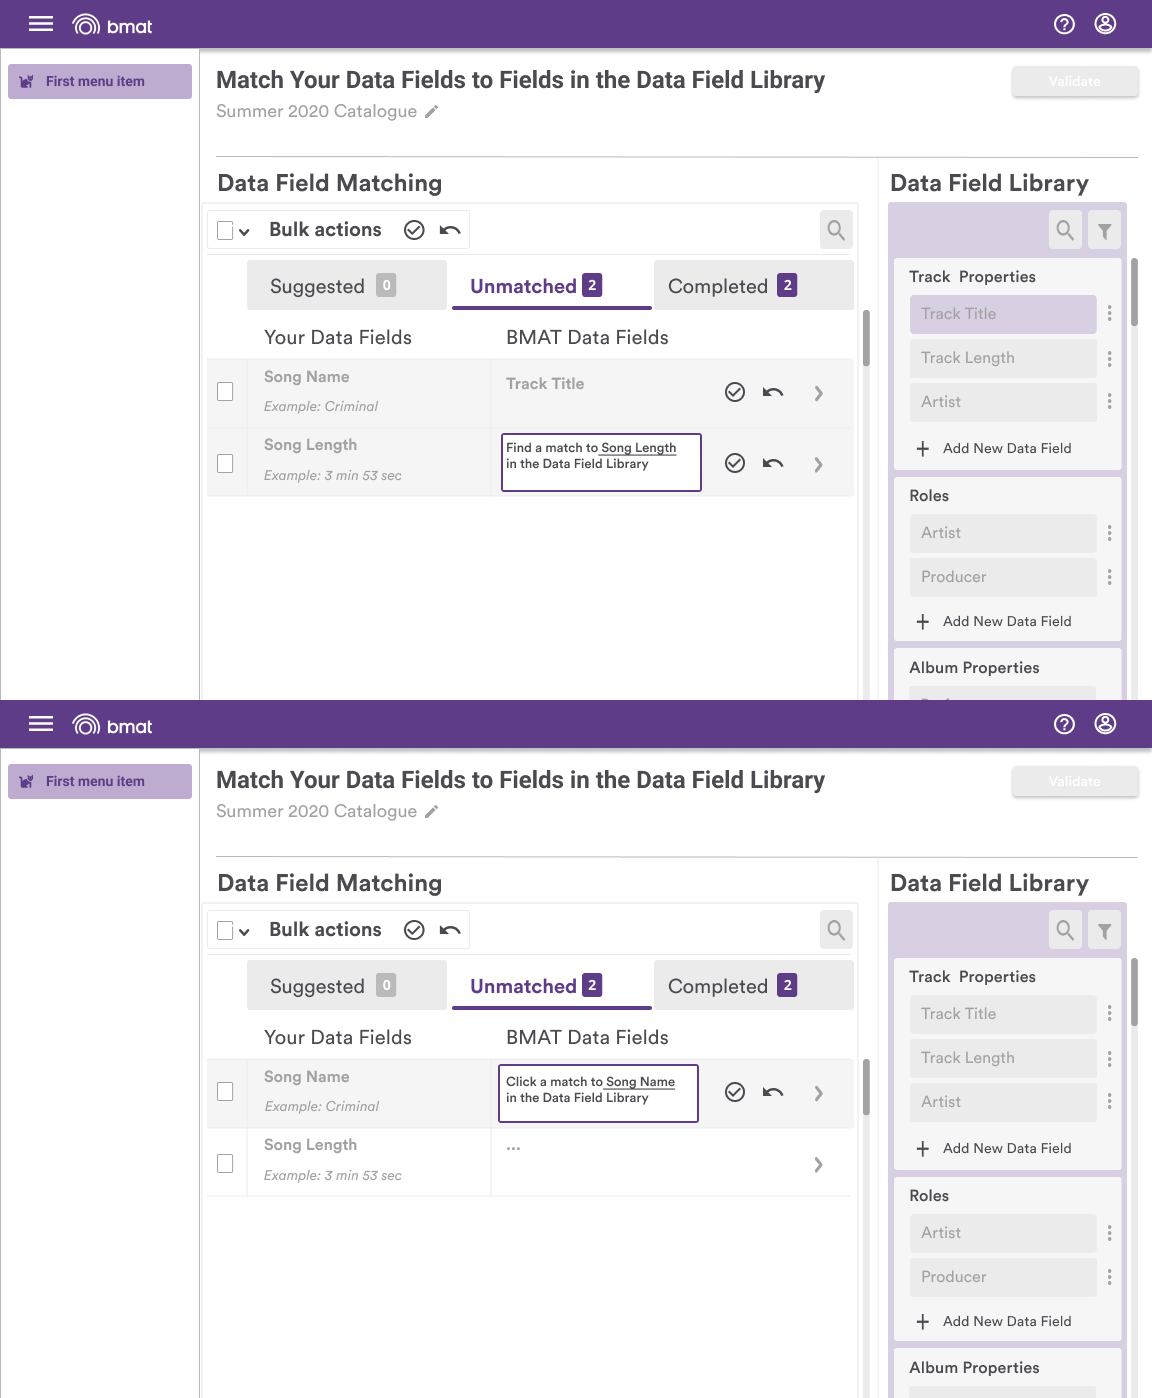 bmat
First menu item
Match Your Data Fields to Fields in the Data Field Library
Validate
Summer 2020 Catalogue
Data Field Matching
Bulk actions
Suggested 0
Unmatched 2
Completed 2
Your Data Fields
BMAT Data Fields
Song Name
Example: Criminal
Track Title
Song Length
Example: 3 min 53 sec
Find a match to Song Length
in the Data Field Library
Data Field Library
Track Properties
Track Title
Track Length
Artist
Add New Data Field
Roles
Artist
Producer
Add New Data Field
Album Properties
bmat
First menu item
Match Your Data Fields to Fields in the Data Field Library
Validate
Summer 2020 Catalogue
Data Field Matching
Bulk actions
Suggested 0
Unmatched 2
Completed 2
Your Data Fields
BMAT Data Fields
Song Name
Example: Criminal
Click a match to Song Name
in the Data Field Library
Song Length
Example: 3 min 53 sec
...
Data Field Library
Track Properties
Track Title
Track Length
Artist
Add New Data Field
Roles
Artist
Producer
Add New Data Field
Album Properties